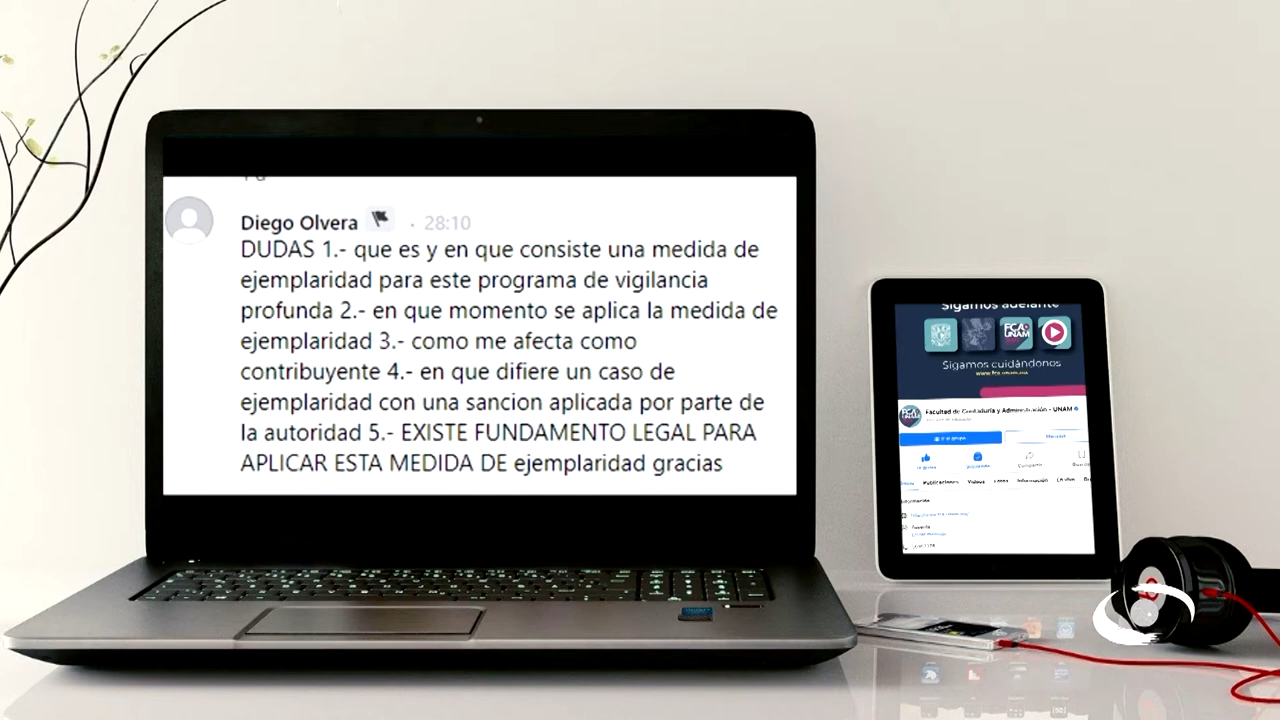 Diego Olvera · 28:10
DUDAS 1.- que es y en que consiste una medida de
ejemplaridad para este programa de vigilancia
profunda 2.- en que momento se aplica la medida de
ejemplaridad 3.- como me afecta como
contribuyente 4.- en que difiere un caso de
ejemplaridad con una sancion aplicada por parte de
la autoridad 5.- EXISTE FUNDAMENTO LEGAL PARA
APLICAR ESTA MEDIDA DE ejemplaridad gracias
Sigamos adelante
FCA
UNAM
Sigamos cuidándonos
Facultad de Contaduría y Administración - UNAM
Compartir
Publicaciones Videos Fotos Información En vivo